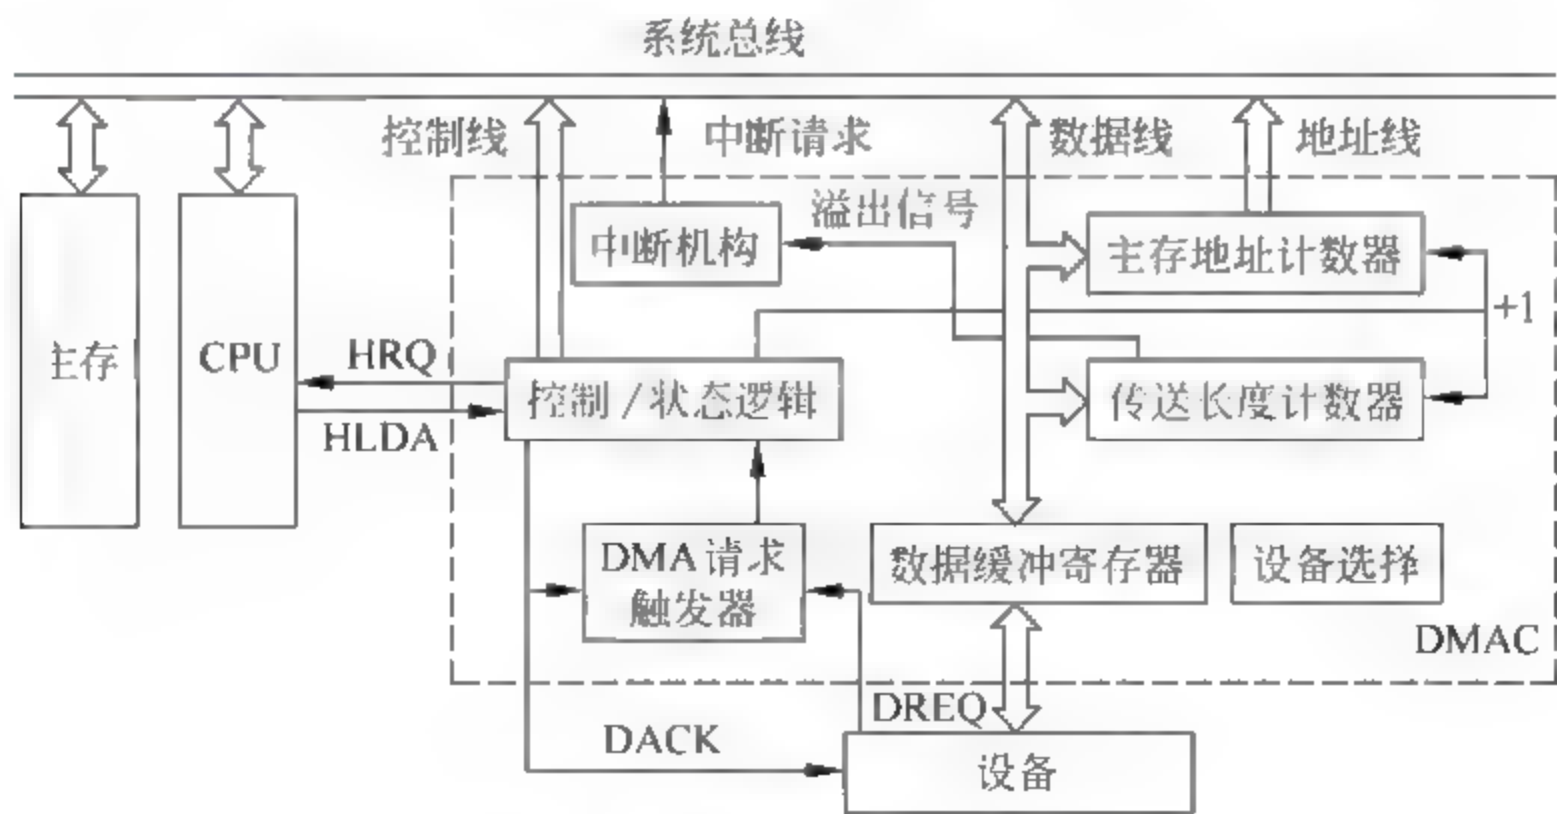 系统总线
控制线
中断请求
数据线
地址线
溢出信号
中断机构
主存地址计数器
+1
主存
CPU
HRQ
HLDA
控制/状态逻辑
传送长度计数器
DMA请求
触发器
数据缓冲寄存器
设备选择
DMAC
DREQ
DACK
设备